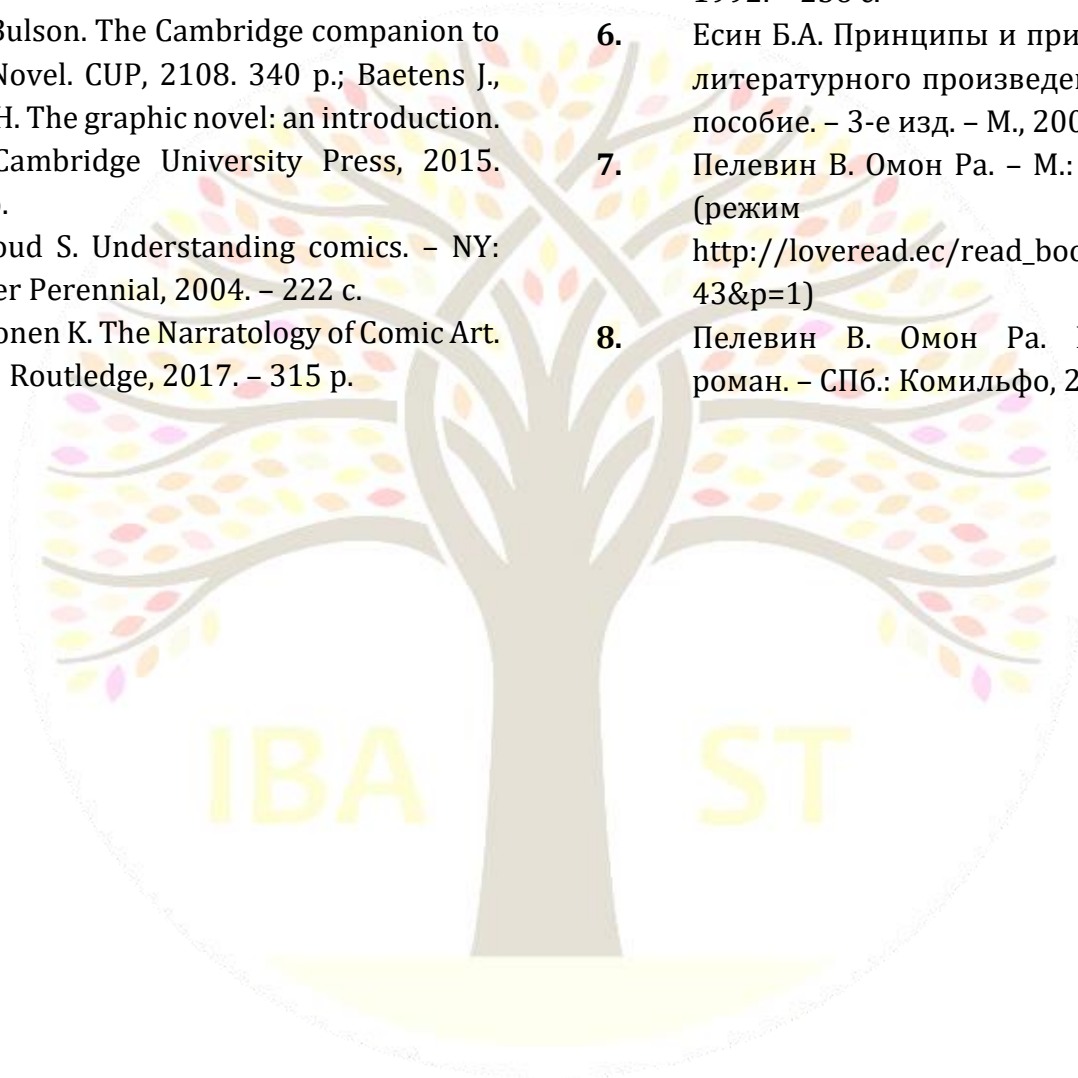 Bulson. The Cambridge companion to
Novel. CUP, 2108. 340 p.; Baetens J.,
H. The graphic novel: an introduction.
Cambridge University Press, 2015.
oud S. Understanding comics. – NY:
er Perennial, 2004. – 222 с.
onen K. The Narratology of Comic Art.
Routledge, 2017. – 315 p.
6. Есин Б.А. Принципы и при
литературного произведе
пособие. – 3-е изд. – М., 200
7. Пелевин В. Омон Ра. – М.:
(режим
http://loveread.ec/read_boo
43&p=1)
8. Пелевин В. Омон Ра.
роман. – СПб.: Комильфо, 2
IBA ST